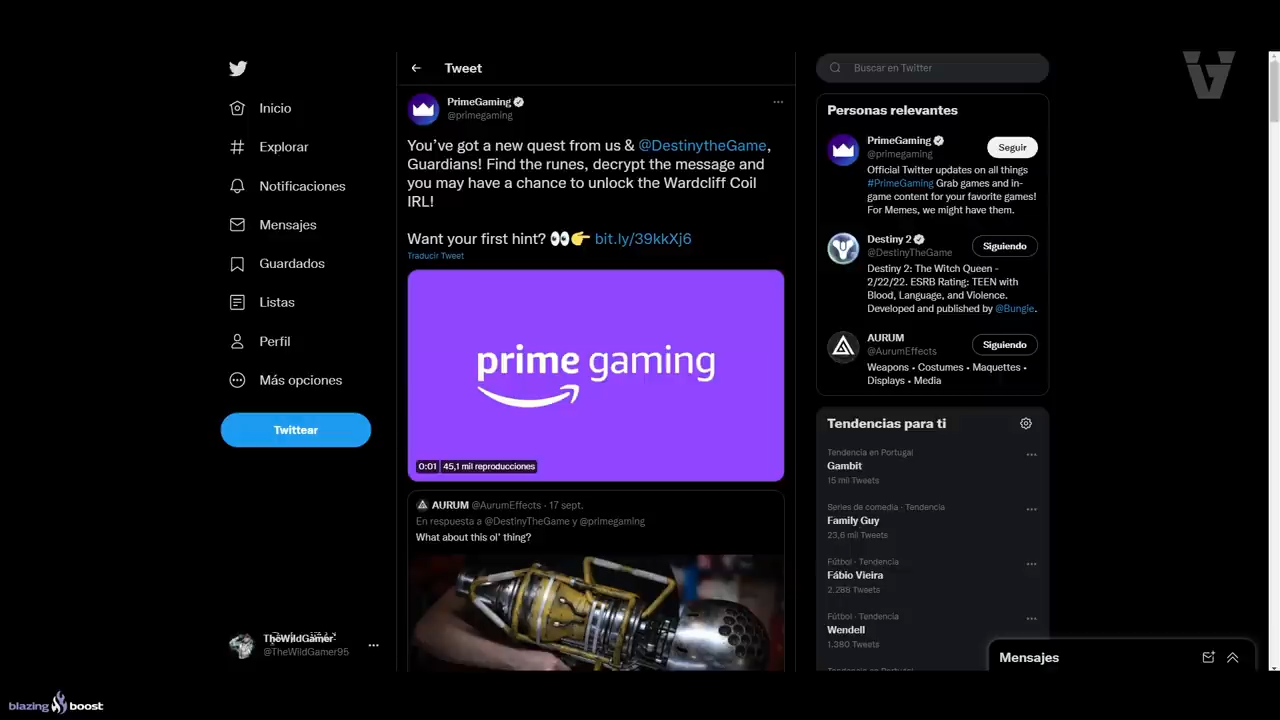 Inicio
Explorar
Notificaciones
Mensajes
Guardados
Listas
Perfil
Más opciones
Twittear
TheWildGamer
@TheWildGamer95
Tweet
PrimeGaming
@primegaming
You've got a new quest from us & @DestinytheGame,
Guardians! Find the runes, decrypt the message and
you may have a chance to unlock the Wardcliff Coil
IRL!
Want your first hint? 👀👉 bit.ly/39kkXj6
Traducir Tweet
prime gaming
0:01 45,1 mil reproducciones
AURUM @AurumEffects · 17 sept.
En respuesta a @DestinyTheGame y @primegaming
What about this ol' thing?
Buscar en Twitter
Personas relevantes
PrimeGaming
@primegaming
Seguir
Official Twitter updates on all things
#PrimeGaming Grab games and in-
game content for your favorite games!
For Memes, we might have them.
Destiny 2
@DestinyTheGame
Siguiendo
Destiny 2: The Witch Queen -
2/22/22. ESRB Rating: TEEN with
Blood, Language, and Violence.
Developed and published by @Bungie.
AURUM
@AurumEffects
Siguiendo
Weapons • Costumes • Maquettes •
Displays • Media
Tendencias para ti
Tendencia en Portugal
Gambit
15 mil Tweets
Series de comedia · Tendencia
Family Guy
23,6 mil Tweets
Fútbol · Tendencia
Fábio Vieira
2.288 Tweets
Fútbol · Tendencia
Wendell
1.380 Tweets
Mensajes
blazing boost